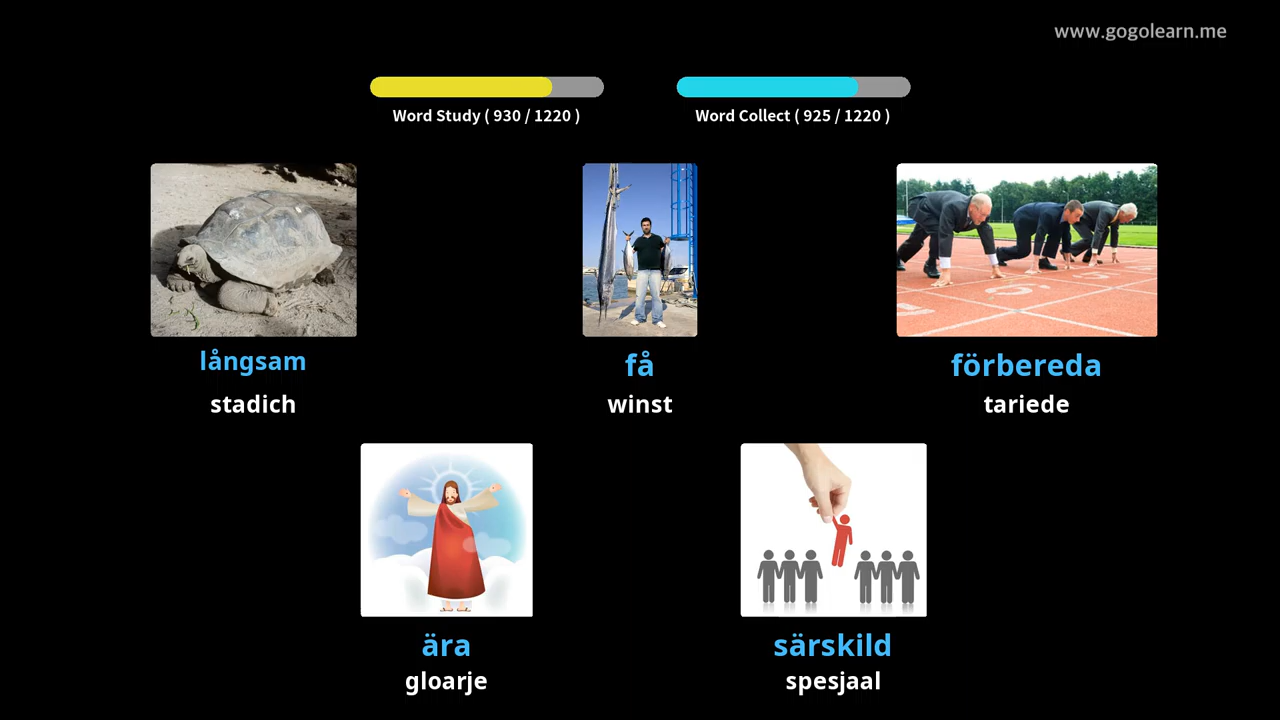 www.gogolearn.me
Word Study ( 930 / 1220 )
Word Collect ( 925 / 1220 )
långsam
få
förbereda
stadich
winst
tariede
ära
särskild
gloarje
spesjaal